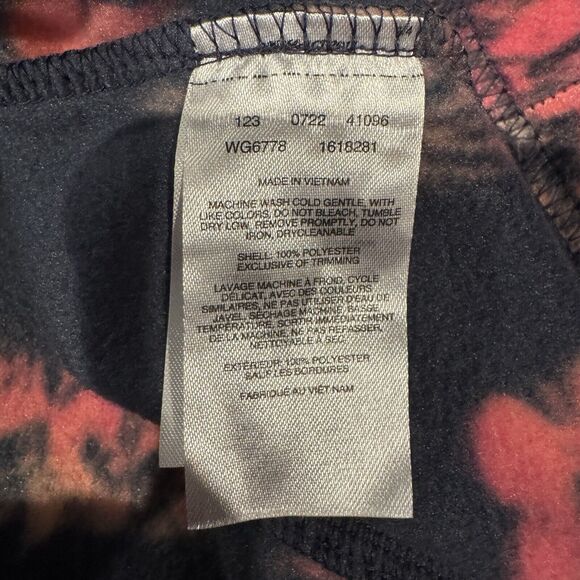 123 0722 41096
WG6778 1618281
MADE IN VIETNAM
MACHINE WASH COLD GENTLE, WITH
LIKE COLORS, DO NOT BLEACH, TUMBLE
DRY LOW, REMOVE PROMPTLY, DO NOT
IRON, DRYCLEANABLE
SHELL: 100% POLYESTER
EXCLUSIVE OF TRIMMING
LAVAGE MACHINE À FROID, CYCLE
DÉLICAT, AVEC DES COULEURS
SIMILAIRES, NE PAS UTILISER D'EAU DE
JAVEL, SÉCHAGE MACHINE, BASSE
TEMPÉRATURE, SORTIR IMMÉDIATEMENT
DE LA MACHINE, NE PAS REPASSER,
NETTOYABLE À SEC
EXTÉRIEUR: 100% POLYESTER
SAUF LES BORDURES
FABRIQUÉ AU VIET NAM